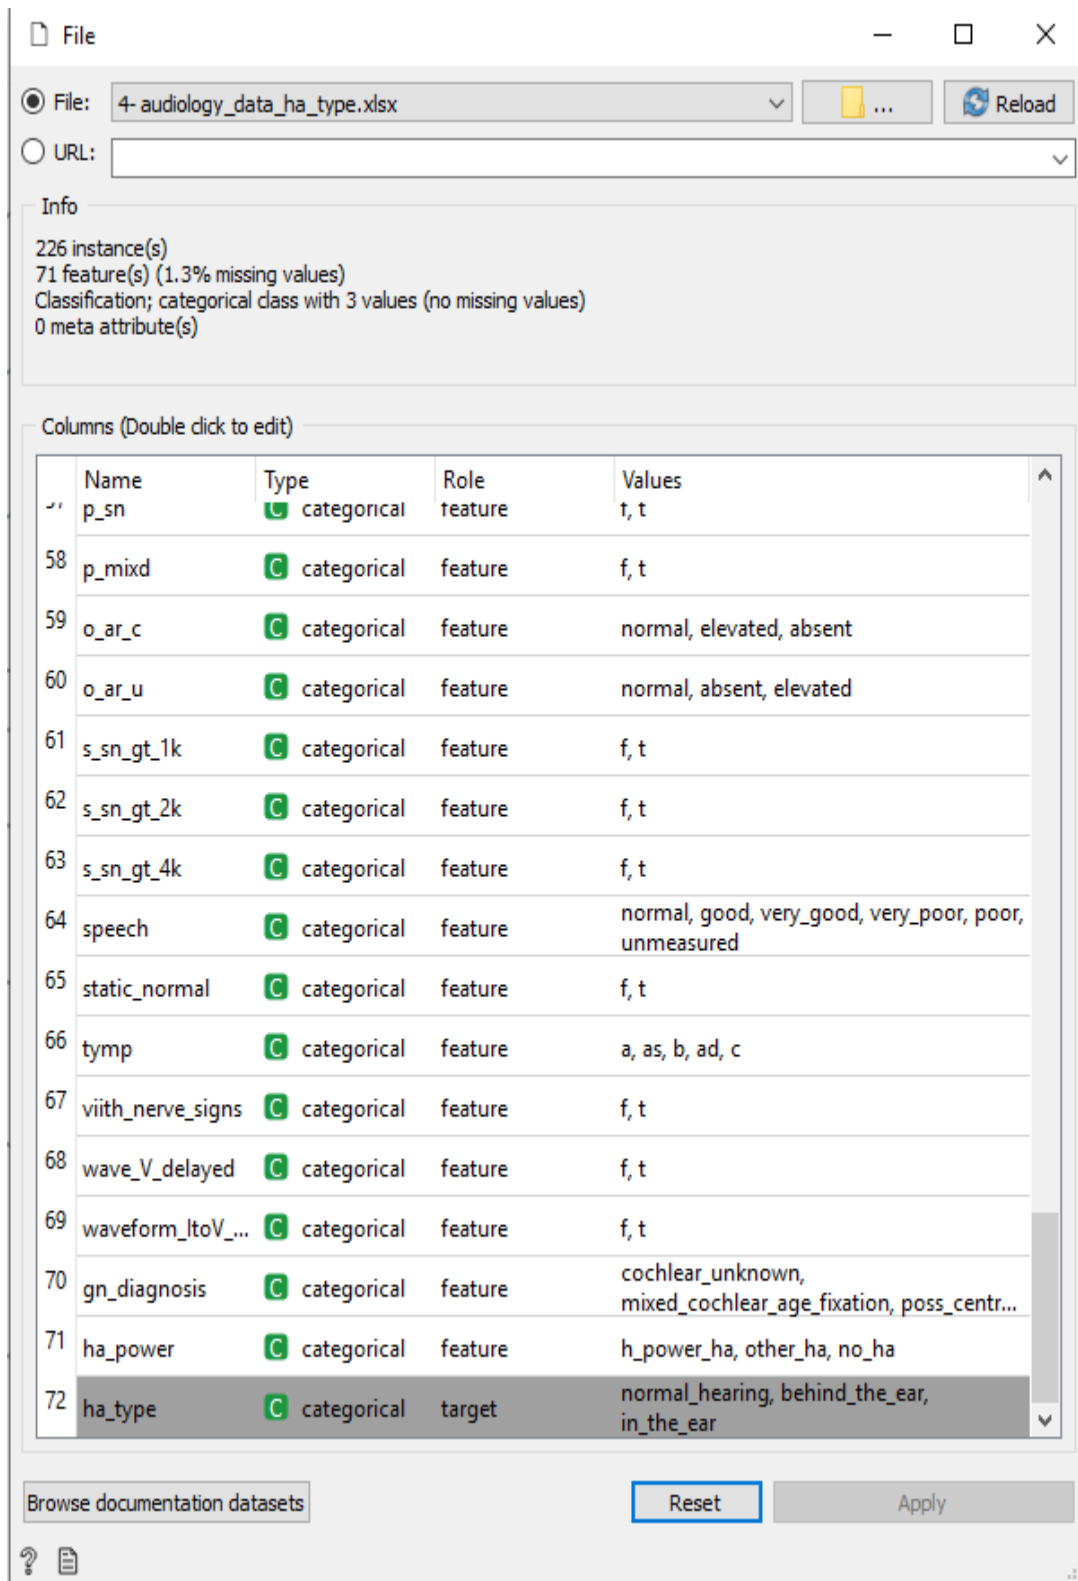 File
File: 4- audiology_data_ha_type.xlsx ... Reload
URL:
Info
226 instance(s)
71 feature(s) (1.3% missing values)
Classification; categorical class with 3 values (no missing values)
0 meta attribute(s)
Columns (Double click to edit)
Name Type Role Values
p_sn categorical feature f, t
58 p_mixd C categorical feature f, t
59 o_ar_c C categorical feature normal, elevated, absent
60 o_ar_u C categorical feature normal, absent, elevated
61 s_sn_gt_1k C categorical feature f, t
62 s_sn_gt_2k C categorical feature f, t
63 s_sn_gt_4k C categorical feature f, t
64 speech C categorical feature normal, good, very_good, very_poor, poor,
unmeasured
65 static_normal C categorical feature f, t
66 tymp C categorical feature a, as, b, ad, c
67 viith_nerve_signs C categorical feature f, t
68 wave_V_delayed C categorical feature f, t
69 waveform_ItoV_... C categorical feature f, t
70 gn_diagnosis C categorical feature cochlear_unknown,
mixed_cochlear_age_fixation, poss_centr...
71 ha_power C categorical feature h_power_ha, other_ha, no_ha
72 ha_type C categorical target normal_hearing, behind_the_ear,
in_the_ear
Browse documentation datasets Reset Apply
?